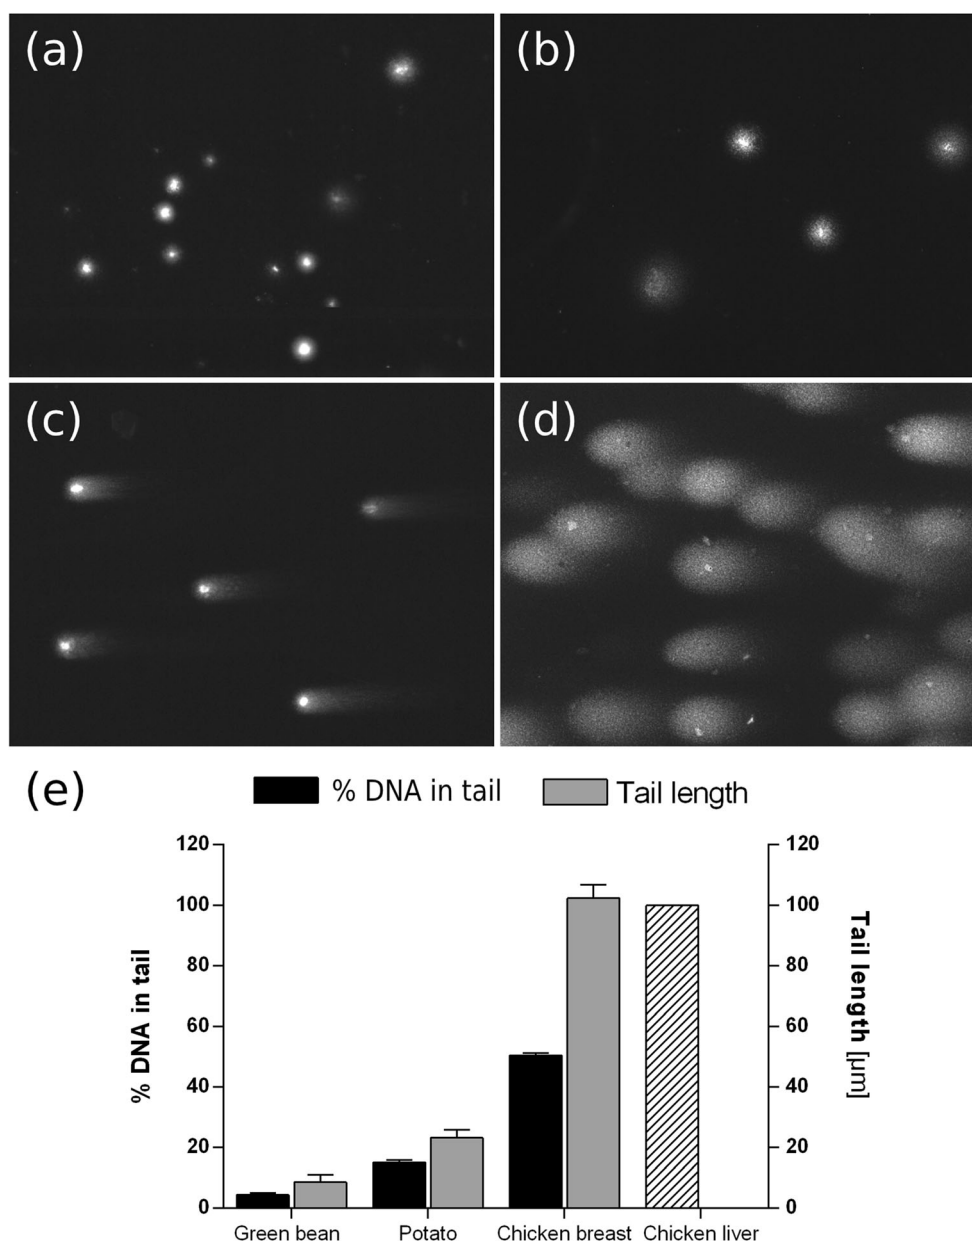 (a)
(b)
(c)
(d)
(e)
% DNA in tail
Tail length
120
100
80
60
40
20
0
% DNA in tail
120
100
80
60
40
20
0
Tail length [µm]
Green bean
Potato
Chicken breast
Chicken liver